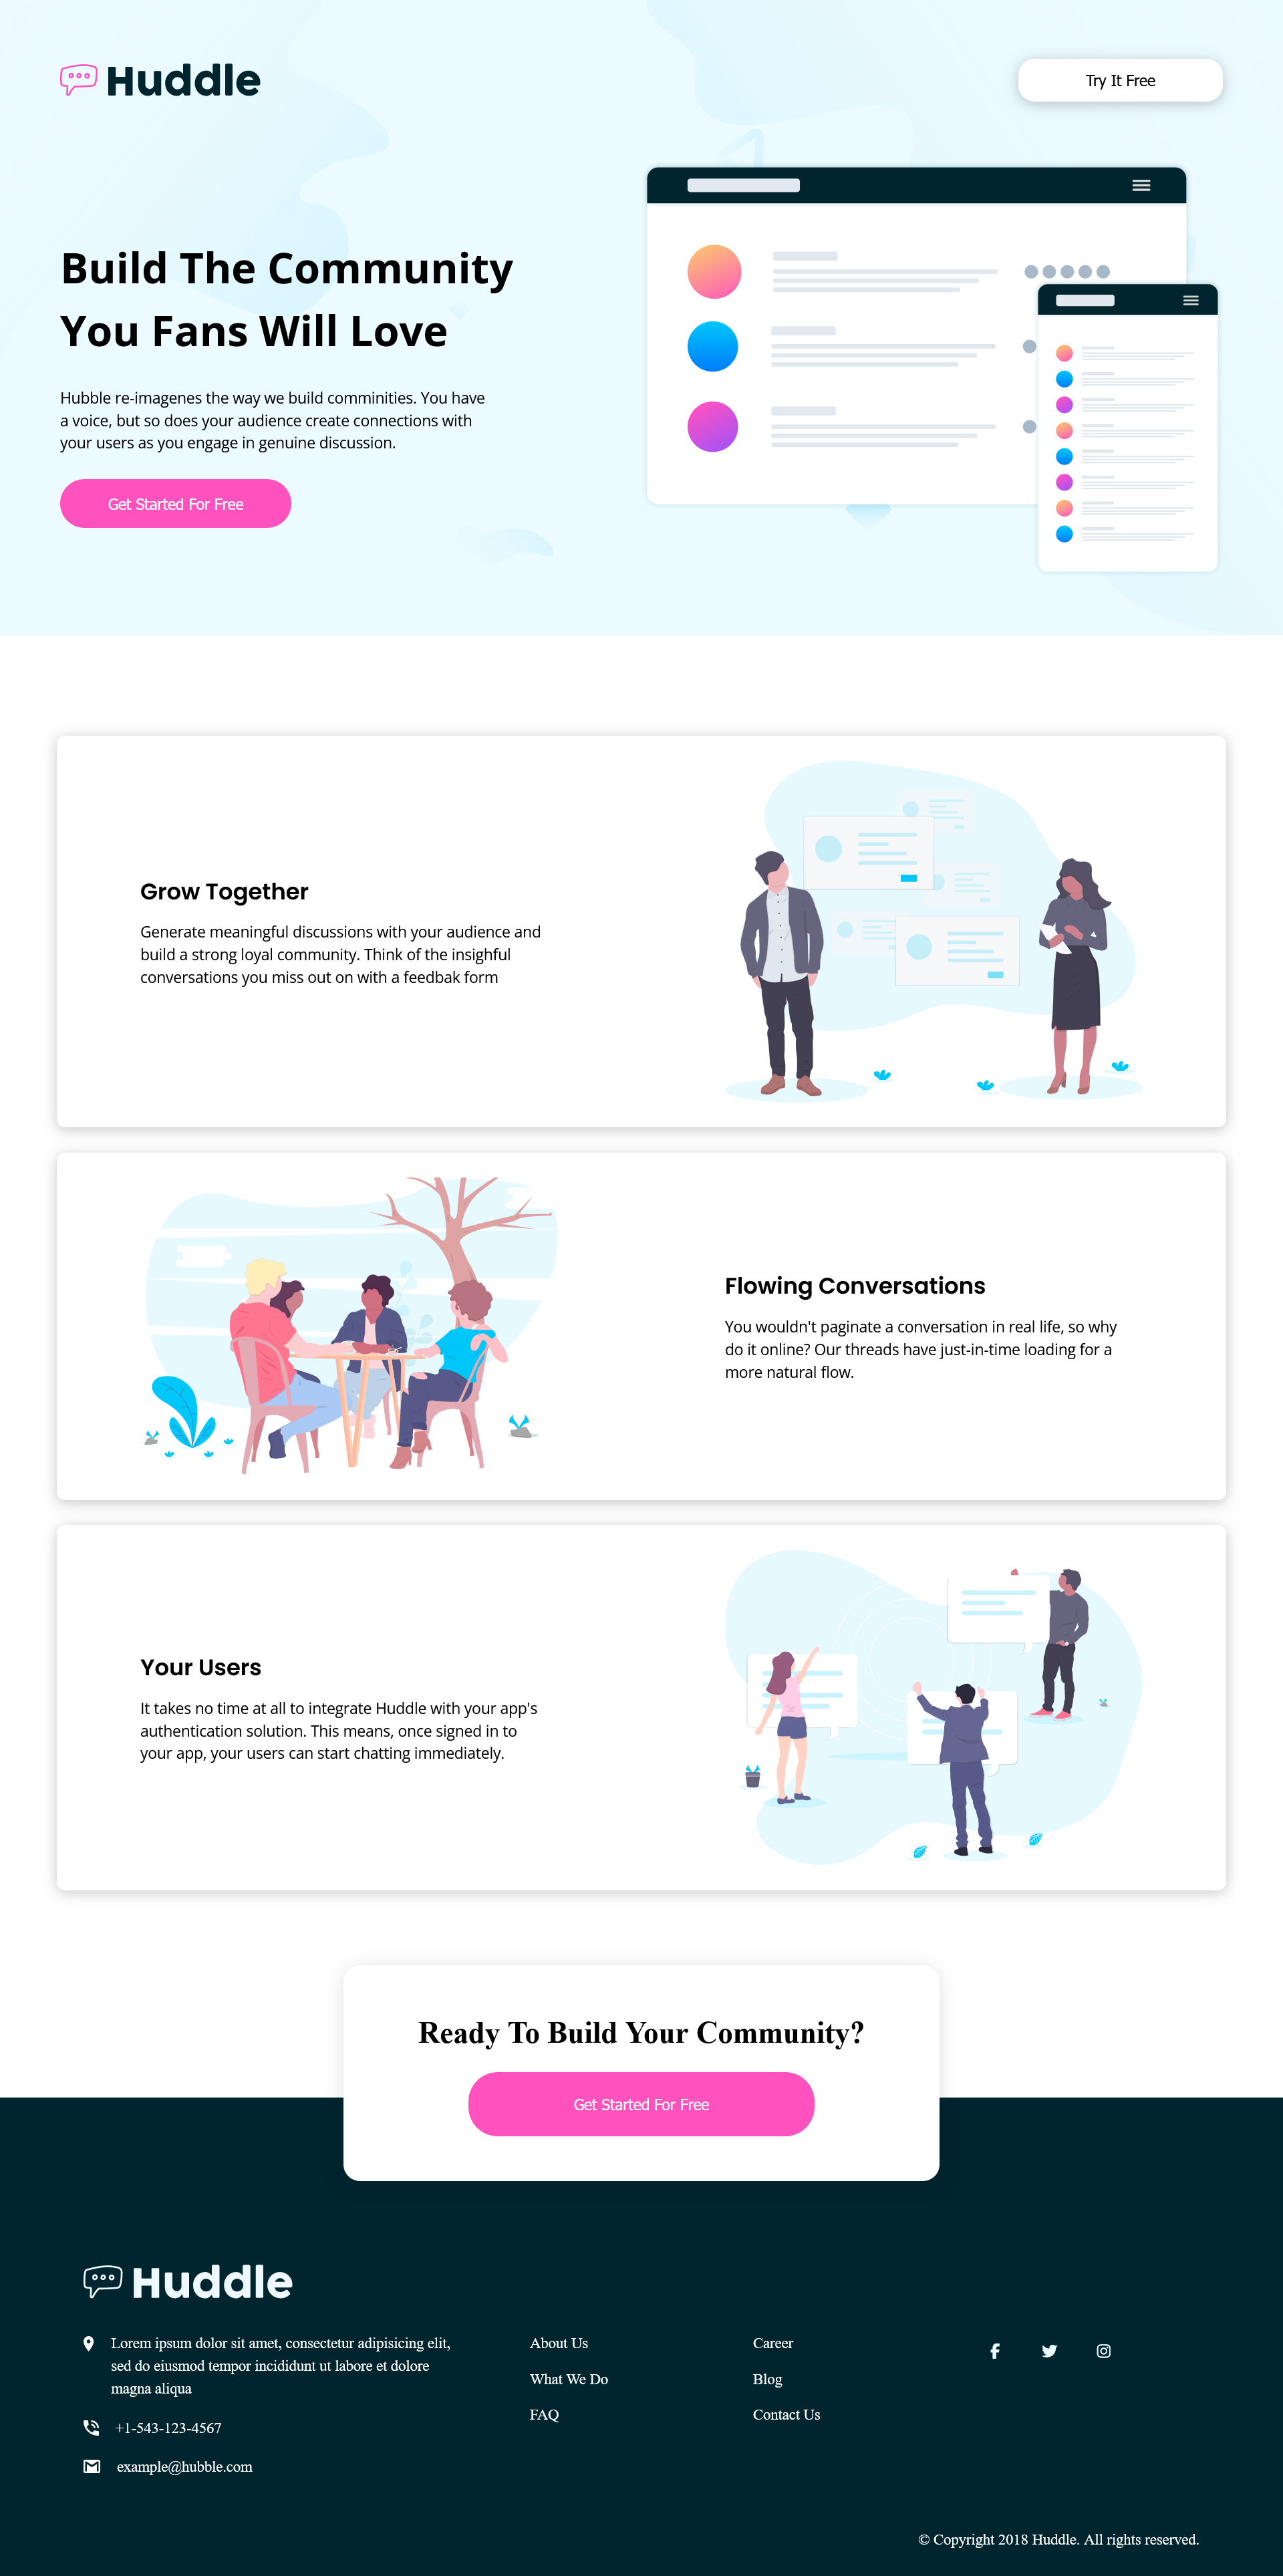 Huddle
Try It Free
Build The Community
You Fans Will Love
Hubble re-imagenes the way we build comminities. You have
a voice, but so does your audience create connections with
your users as you engage in genuine discussion.
Get Started For Free
Grow Together
Generate meaningful discussions with your audience and
build a strong loyal community. Think of the insighful
conversations you miss out on with a feedbak form
Flowing Conversations
You wouldn't paginate a conversation in real life, so why
do it online? Our threads have just-in-time loading for a
more natural flow.
Your Users
It takes no time at all to integrate Huddle with your app's
authentication solution. This means, once signed in to
your app, your users can start chatting immediately.
Ready To Build Your Community?
Get Started For Free
Huddle
Lorem ipsum dolor sit amet, consectetur adipisicing elit,
sed do eiusmod tempor incididunt ut labore et dolore
magna aliqua
+1-543-123-4567
example@hubble.com
About Us
What We Do
FAQ
Career
Blog
Contact Us
© Copyright 2018 Huddle. All rights reserved.